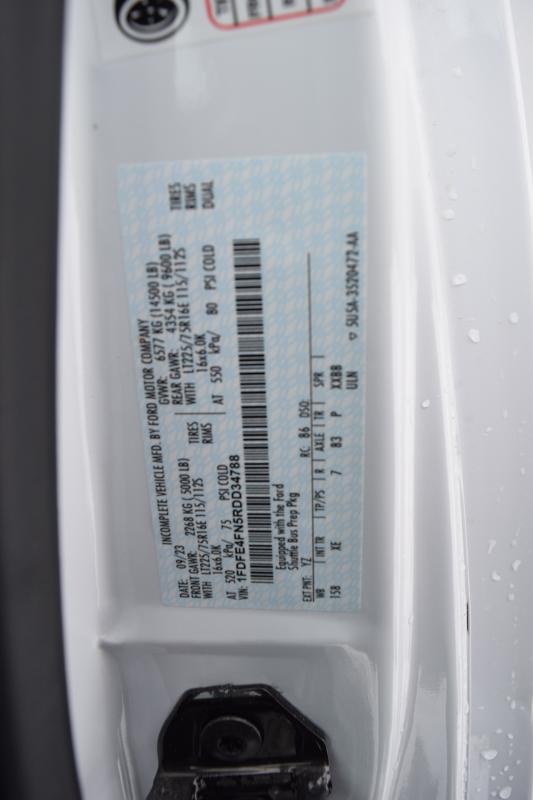 INCOMPLETE VEHICLE MFD. BY FORD MOTOR COMPANY
DATE: 09/23 GVWR: 6577 KG (14500 LB)
FRONT GAWR: 2268 KG (5000 LB) REAR GAWR: 4354 KG ( 9600 LB)
WITH LT225/75R16E 115/112S TIRES WITH LT225/75R16E 115/112S TIRES
16x6.0K RIMS 16x6.0K RIMS
AT 520 kPa/ 75 PSI COLD AT 550 kPa/ 80 PSI COLD DUAL
VIN: 1FDFE4FN5RDD34788
Equipped with the Ford
Shuttle Bus Prep Pkg
EXT PNT: YZ RC: 86 DSO:
WB INTR TP/PS R AXLE TR SPR
158 XE 7 83 P XXBB
ULN
5U5A-3520472-AA